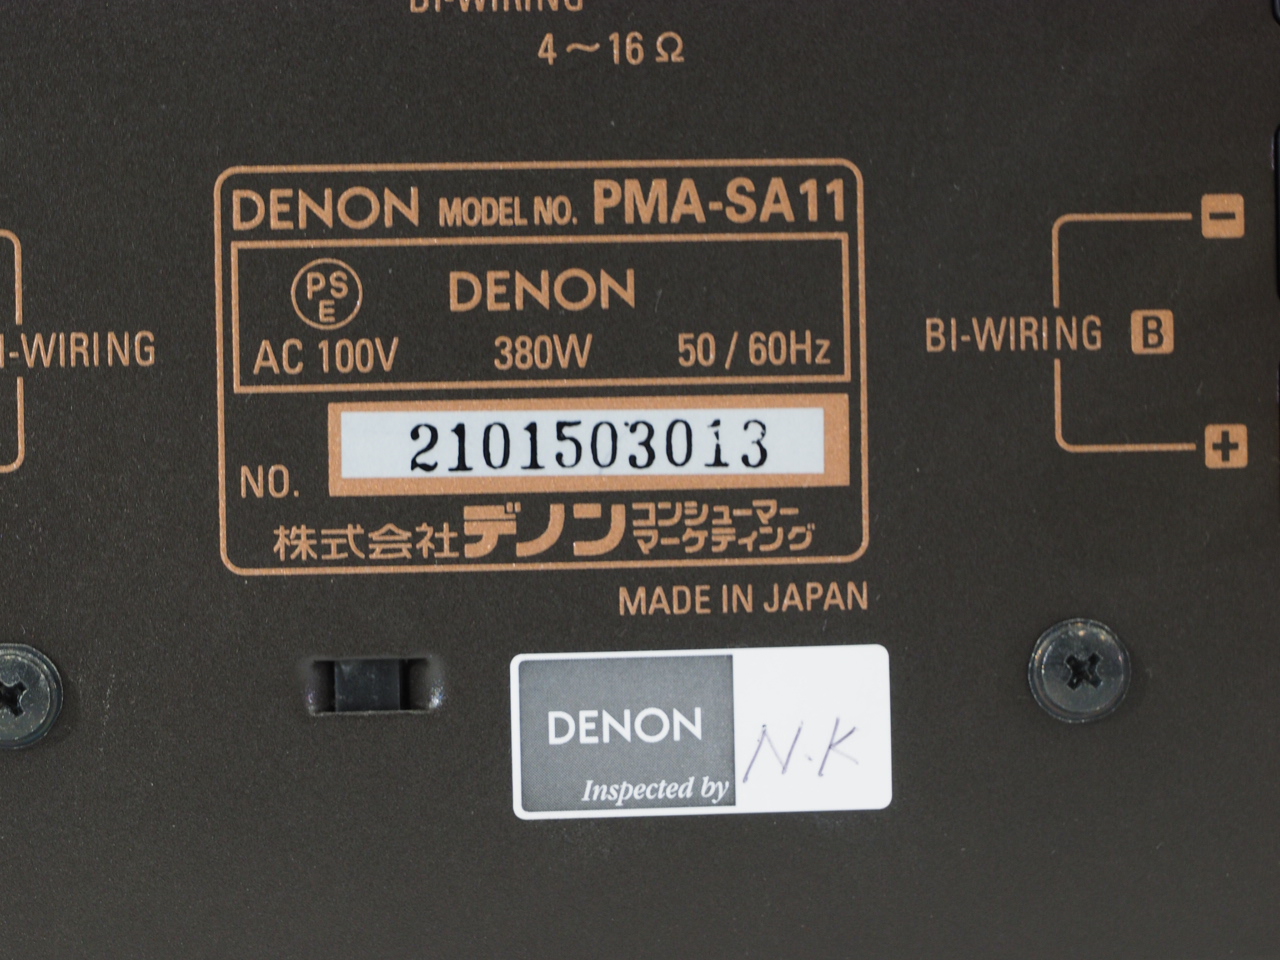 BI-WIRING
4～16Ω
DENON MODEL NO. PMA-SA11
PSE DENON
AC 100V 380W 50/60Hz
NO. 2101503013
株式会社デノン コンシューマー
マーケティング
MADE IN JAPAN
I-WIRING
BI-WIRING B
−
+
DENON
Inspected by
N.K